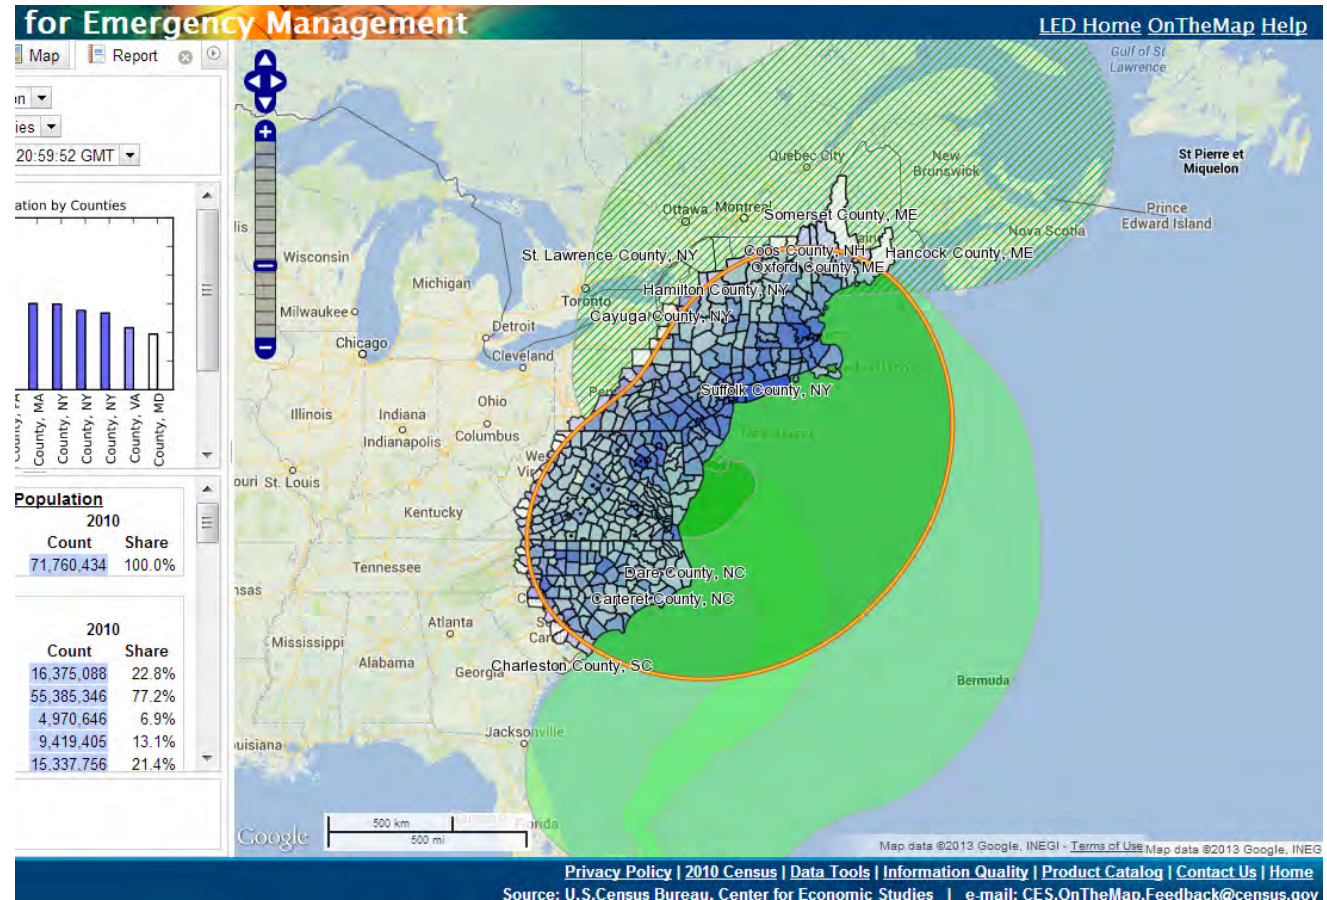 for Emergency Management
LED Home OnTheMap Help
Map
Report
on
ies
20:59:52 GMT
ation by Counties
County, MA
County, NY
County, NY
County, NY
County, VA
County, MD
Population
2010
Count Share
71,760,434 100.0%
2010
Count Share
16,375,088 22.8%
55,385,346 77.2%
4,970,646 6.9%
9,419,405 13.1%
15,337,756 21.4%
Gulf of St
Lawrence
Quebec City
New
Brunswick
St Pierre et
Miquelon
Prince
Edward Island
Nova Scotia
Ottawa
Montreal
Somerset County, ME
Wisconsin
St. Lawrence County, NY
Coos County, NH
Hancock County, ME
Oxford County, ME
Michigan
Hamilton County, NY
Toronto
Milwaukee
Cayuga County, NY
Detroit
Chicago
Cleveland
Suffolk County, NY
Ohio
Illinois
Indiana
Indianapolis
Columbus
ouri St. Louis
Kentucky
Tennessee
Dare County, NC
Carteret County, NC
Atlanta
Mississippi
Alabama
Georgia
Charleston County, SC
Bermuda
Jacksonville
uisiana
Florida
Google
500 km
500 mi
Map data ©2013 Google, INEGI - Terms of Use
Map data ©2013 Google, INEG
Privacy Policy | 2010 Census | Data Tools | Information Quality | Product Catalog | Contact Us | Home
Source: U.S.Census Bureau, Center for Economic Studies | e-mail: CES.OnTheMap.Feedback@census.gov